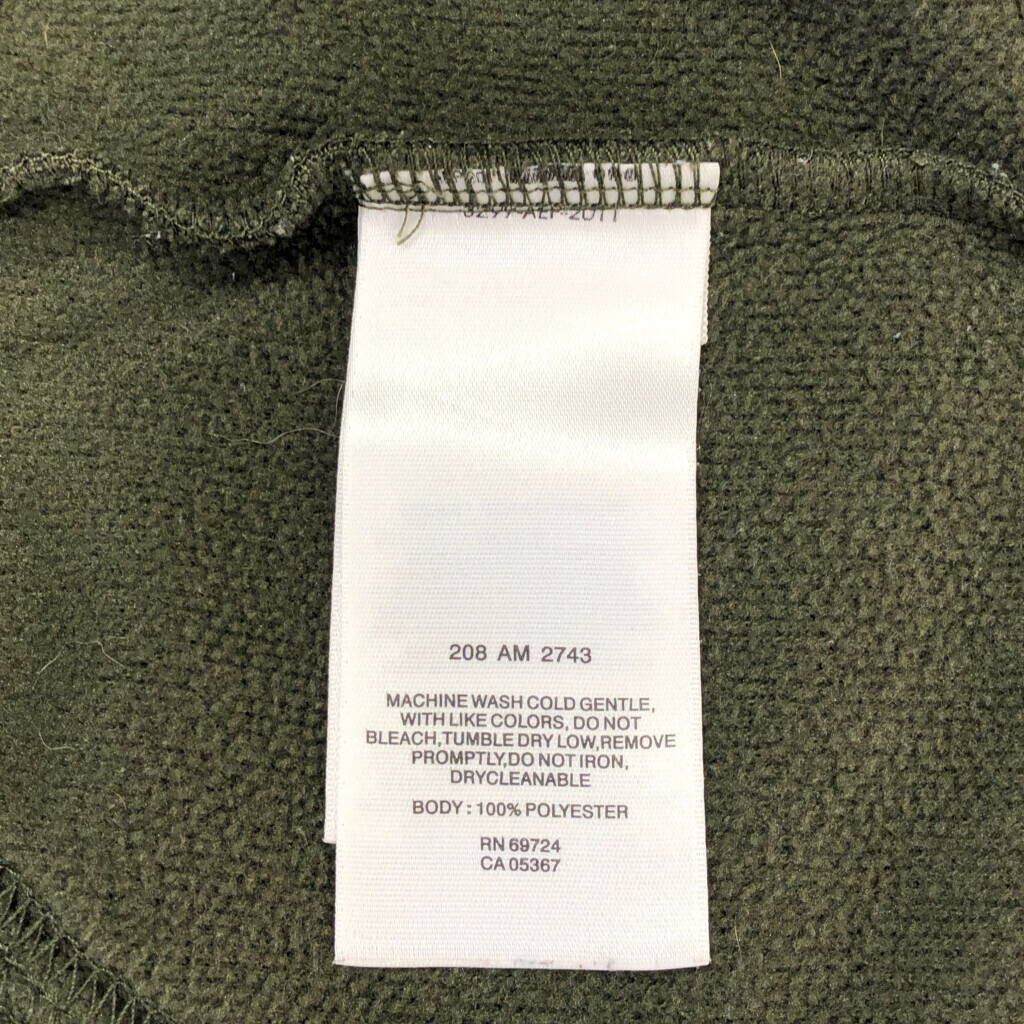 208 AM 2743
MACHINE WASH COLD GENTLE,
WITH LIKE COLORS, DO NOT
BLEACH,TUMBLE DRY LOW,REMOVE
PROMPTLY,DO NOT IRON,
DRYCLEANABLE
BODY : 100% POLYESTER
RN 69724
CA 05367